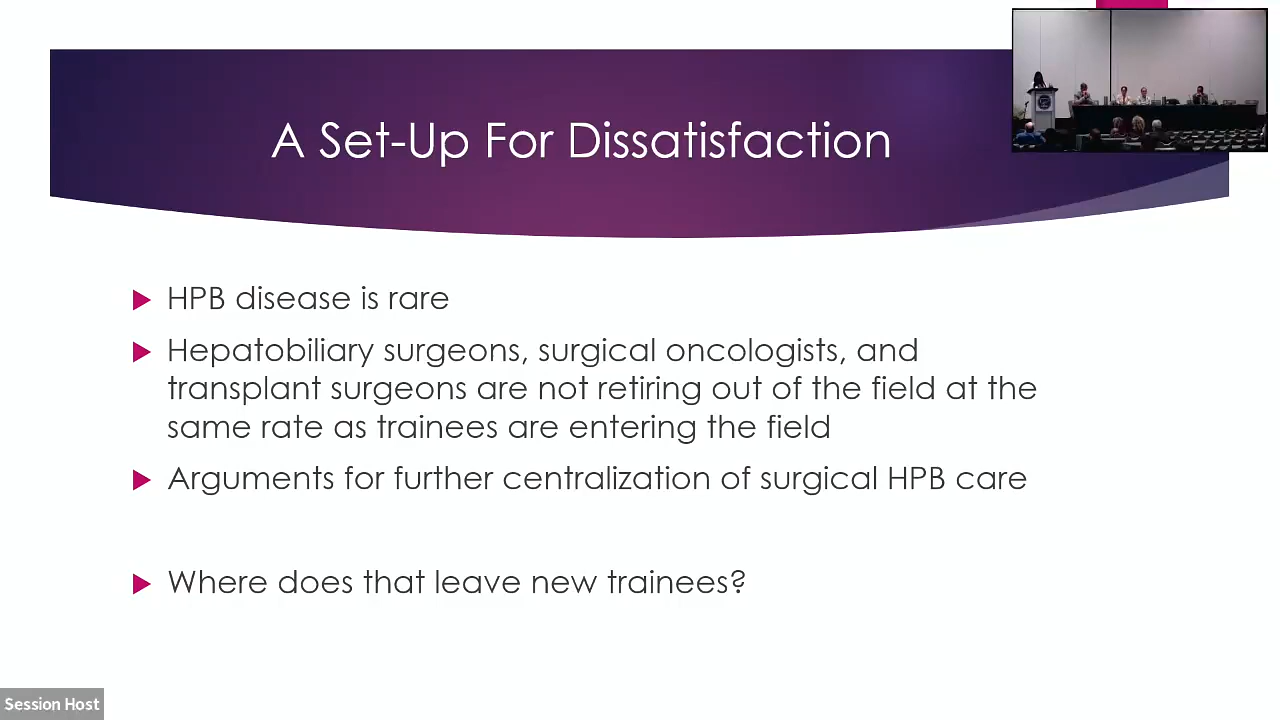 A Set-Up For Dissatisfaction
HPB disease is rare
Hepatobiliary surgeons, surgical oncologists, and
transplant surgeons are not retiring out of the field at the
same rate as trainees are entering the field
Arguments for further centralization of surgical HPB care
Where does that leave new trainees?
Session Host